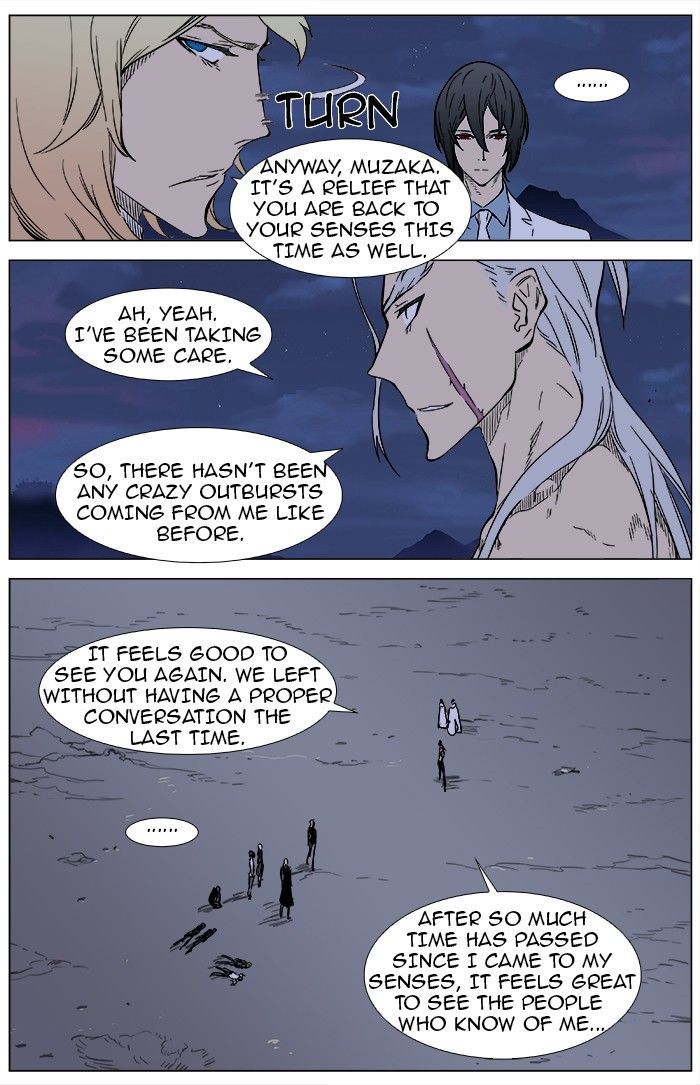 TURN
......
ANYWAY, MUZAKA.
IT'S A RELIEF THAT
YOU ARE BACK TO
YOUR SENSES THIS
TIME AS WELL.
AH, YEAH.
I'VE BEEN TAKING
SOME CARE.
SO, THERE HASN'T BEEN
ANY CRAZY OUTBURSTS
COMING FROM ME LIKE
BEFORE.
IT FEELS GOOD TO
SEE YOU AGAIN. WE LEFT
WITHOUT HAVING A PROPER
CONVERSATION THE
LAST TIME.
......
AFTER SO MUCH
TIME HAS PASSED
SINCE I CAME TO MY
SENSES, IT FEELS GREAT
TO SEE THE PEOPLE
WHO KNOW OF ME...